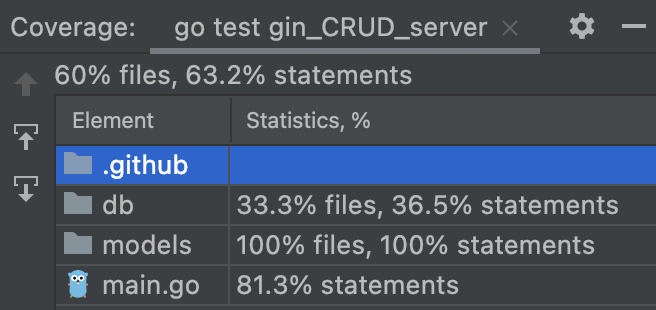 Coverage: go test gin_CRUD_server
60% files, 63.2% statements
Element Statistics, %
.github
db 33.3% files, 36.5% statements
models 100% files, 100% statements
main.go 81.3% statements